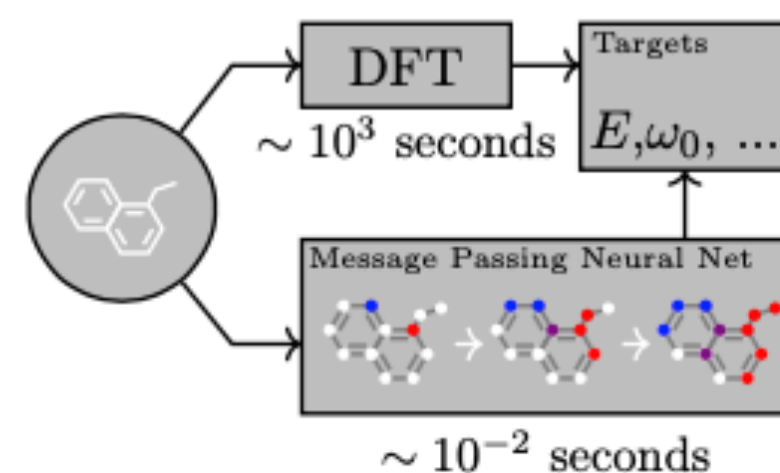 DFT
∼ 10³ seconds
Targets
E,ω₀, ...
Message Passing Neural Net
∼ 10⁻² seconds